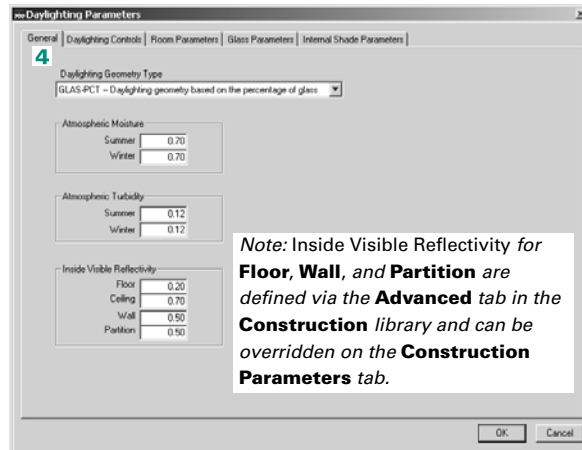 Daylighting Parameters
General Daylighting Controls Room Parameters Glass Parameters Internal Shade Parameters
4
Daylighting Geometry Type
GLAS-PCT -- Daylighting geometry based on the percentage of glass
Atmospheric Moisture
Summer 0.70
Winter 0.70
Atmospheric Turbidity
Summer 0.12
Winter 0.12
Inside Visible Reflectivity
Floor 0.20
Ceiling 0.70
Wall 0.50
Partition 0.50
Note: Inside Visible Reflectivity for
Floor, Wall, and Partition are
defined via the Advanced tab in the
Construction library and can be
overridden on the Construction
Parameters tab.
OK Cancel